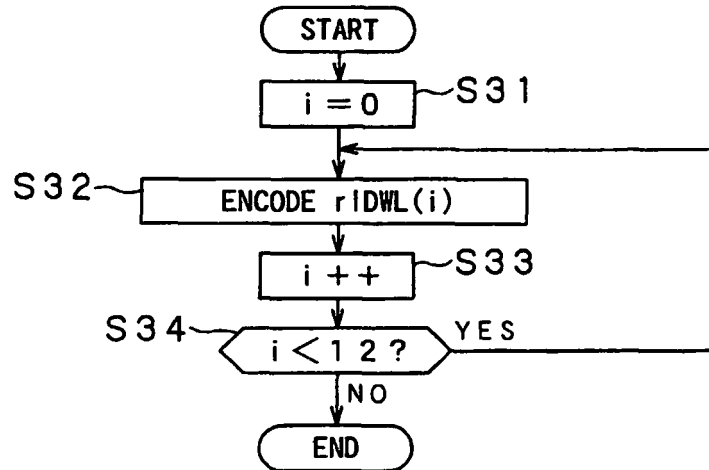 START
i = 0
S31
S32
ENCODE rIDWL(i)
S33
i ++
S34
i < 12?
YES
NO
END